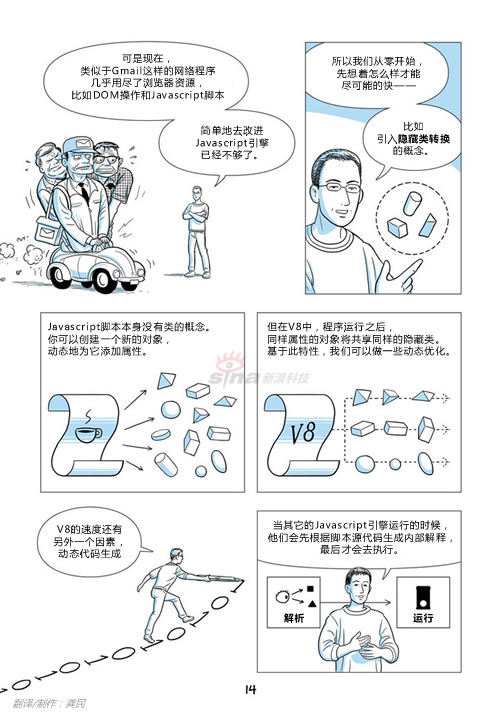 可是现在，
类似于Gmail这样的网络程序
几乎用尽了浏览器资源，
比如DOM操作和Javascript脚本
简单地去改进
Javascript引擎
已经不够了。
所以我们从零开始，
先想着怎么样才能
尽可能的快——
比如
引入隐藏类转换
的概念。
Javascript脚本本身没有类的概念。
你可以创建一个新的对象，
动态地为它添加属性。
但在V8中，程序运行之后，
同样属性的对象将共享同样的隐藏类。
基于此特性，我们可以做一些动态优化。
sina新浪科技
V8
V8的速度还有
另外一个因素，
动态代码生成
当其它的Javascript引擎运行的时候，
他们会先根据脚本源代码生成内部解释，
最后才会去执行。
解析
运行
14
翻译/制作：龚民